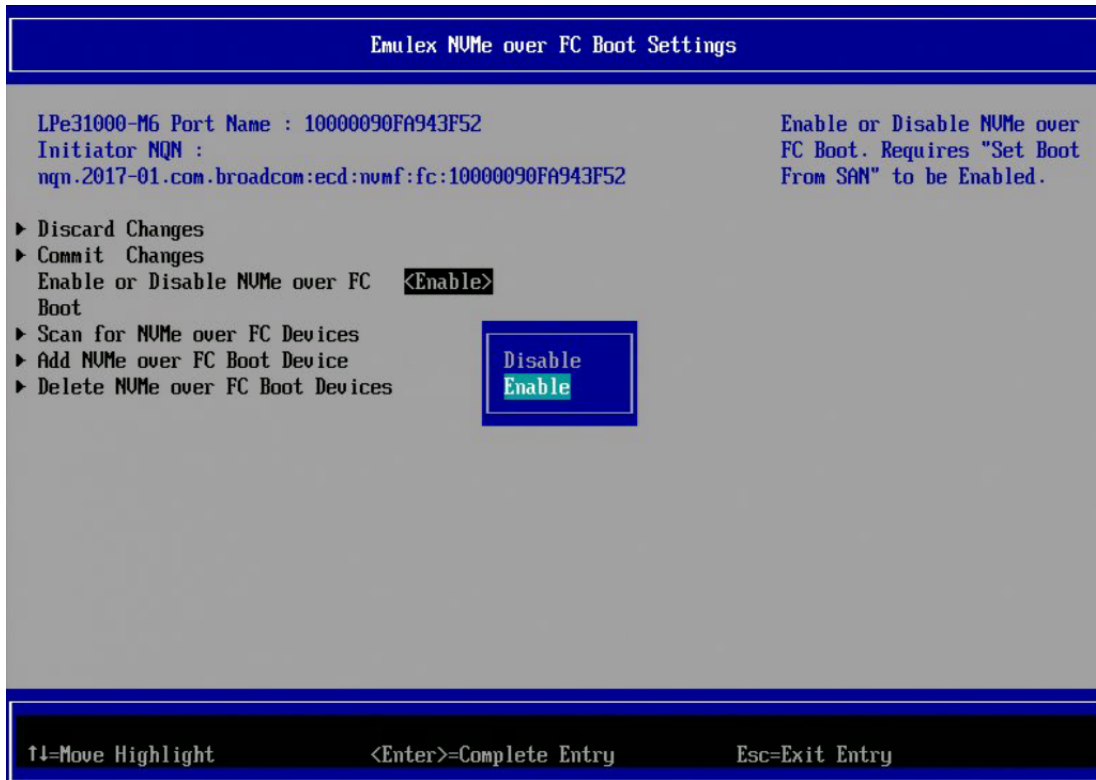 Emulex NVMe over FC Boot Settings
LPe31000-M6 Port Name : 10000090FA943F52
Initiator NQN :
nqn.2017-01.com.broadcom:ecd:nvmf:fc:10000090FA943F52
Enable or Disable NVMe over
FC Boot. Requires "Set Boot
From SAN" to be Enabled.
Discard Changes
Commit Changes
Enable or Disable NVMe over FC <Enable>
Boot
Scan for NVMe over FC Devices
Add NVMe over FC Boot Device
Delete NVMe over FC Boot Devices
Disable
Enable
↑↓=Move Highlight <Enter>=Complete Entry Esc=Exit Entry